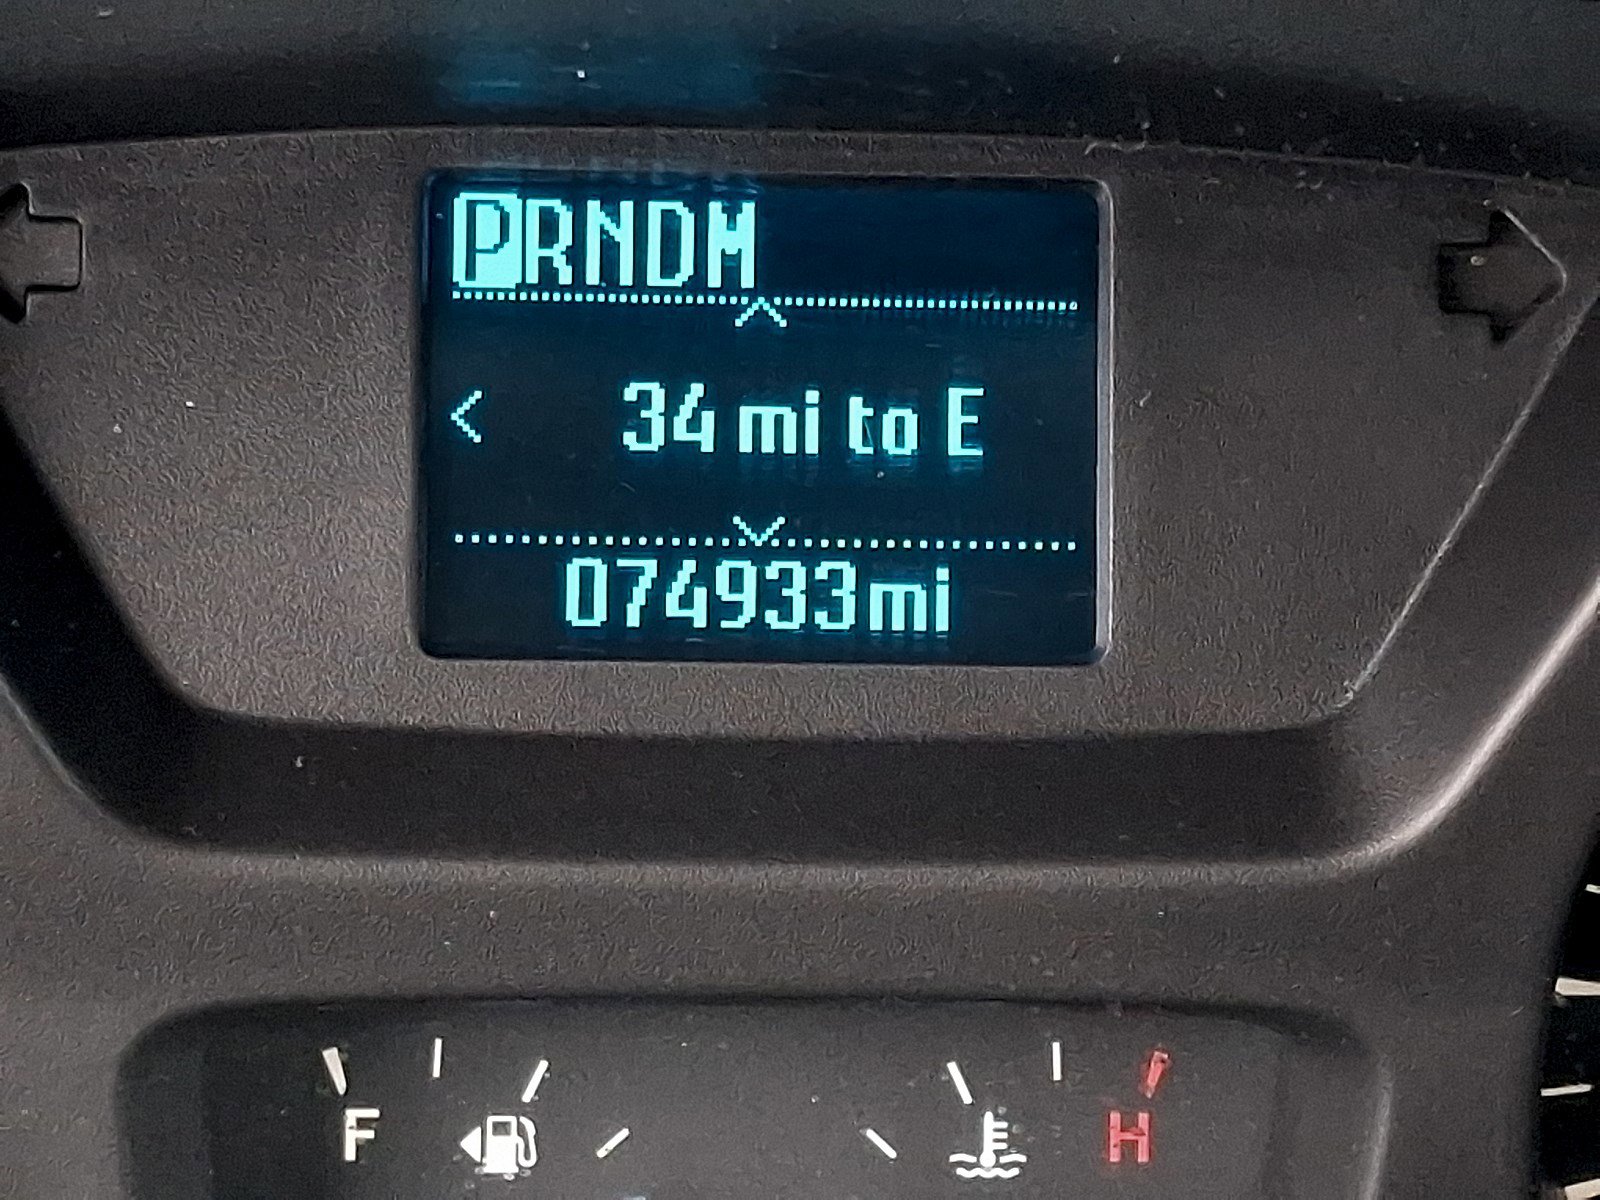 PRNDM
34 mi to E
074933mi
F
H